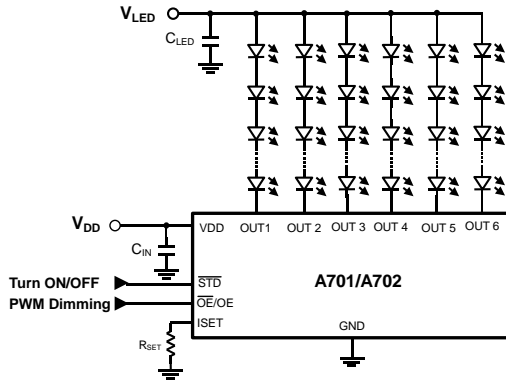 VLED
CLED
VDD
VDD OUT1 OUT 2 OUT 3 OUT 4 OUT 5 OUT 6
CIN
A701/A702
Turn ON/OFF
STD
PWM Dimming
OE/OE
ISET
GND
RSET